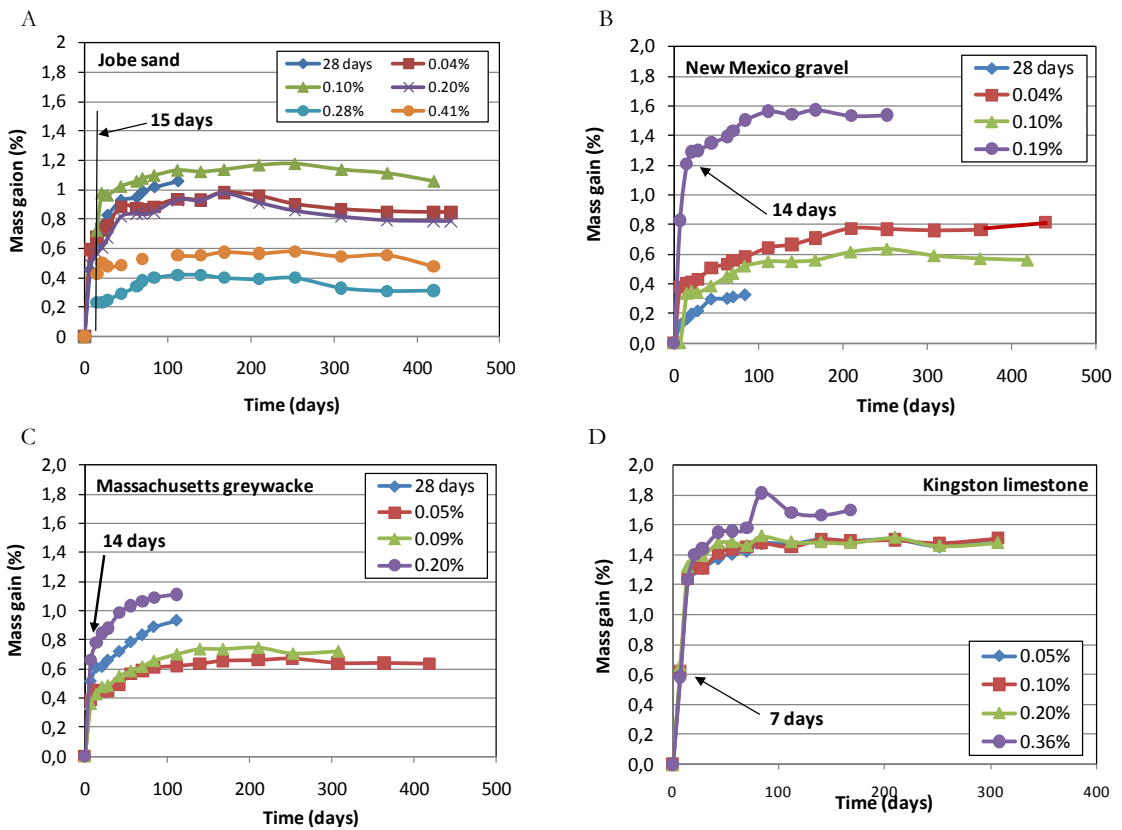 A
Jobe sand
28 days
0.04%
0.10%
0.20%
0.28%
0.41%
15 days
2
1,8
1,6
1,4
1,2
1
0,8
0,6
0,4
0,2
0
Mass gaion (%)
0 100 200 300 400 500
Time (days)
B
New Mexico gravel
28 days
0.04%
0.10%
0.19%
14 days
2,0
1,8
1,6
1,4
1,2
1,0
0,8
0,6
0,4
0,2
0,0
Mass gain (%)
0 100 200 300 400 500
Time (days)
C
Massachusetts greywacke
28 days
0.05%
0.09%
0.20%
14 days
2,0
1,8
1,6
1,4
1,2
1,0
0,8
0,6
0,4
0,2
0,0
Mass gain (%)
0 100 200 300 400 500
Time (days)
D
Kingston limestone
0.05%
0.10%
0.20%
0.36%
7 days
2,0
1,8
1,6
1,4
1,2
1,0
0,8
0,6
0,4
0,2
0,0
Mass gain (%)
0 100 200 300 400
Time (days)